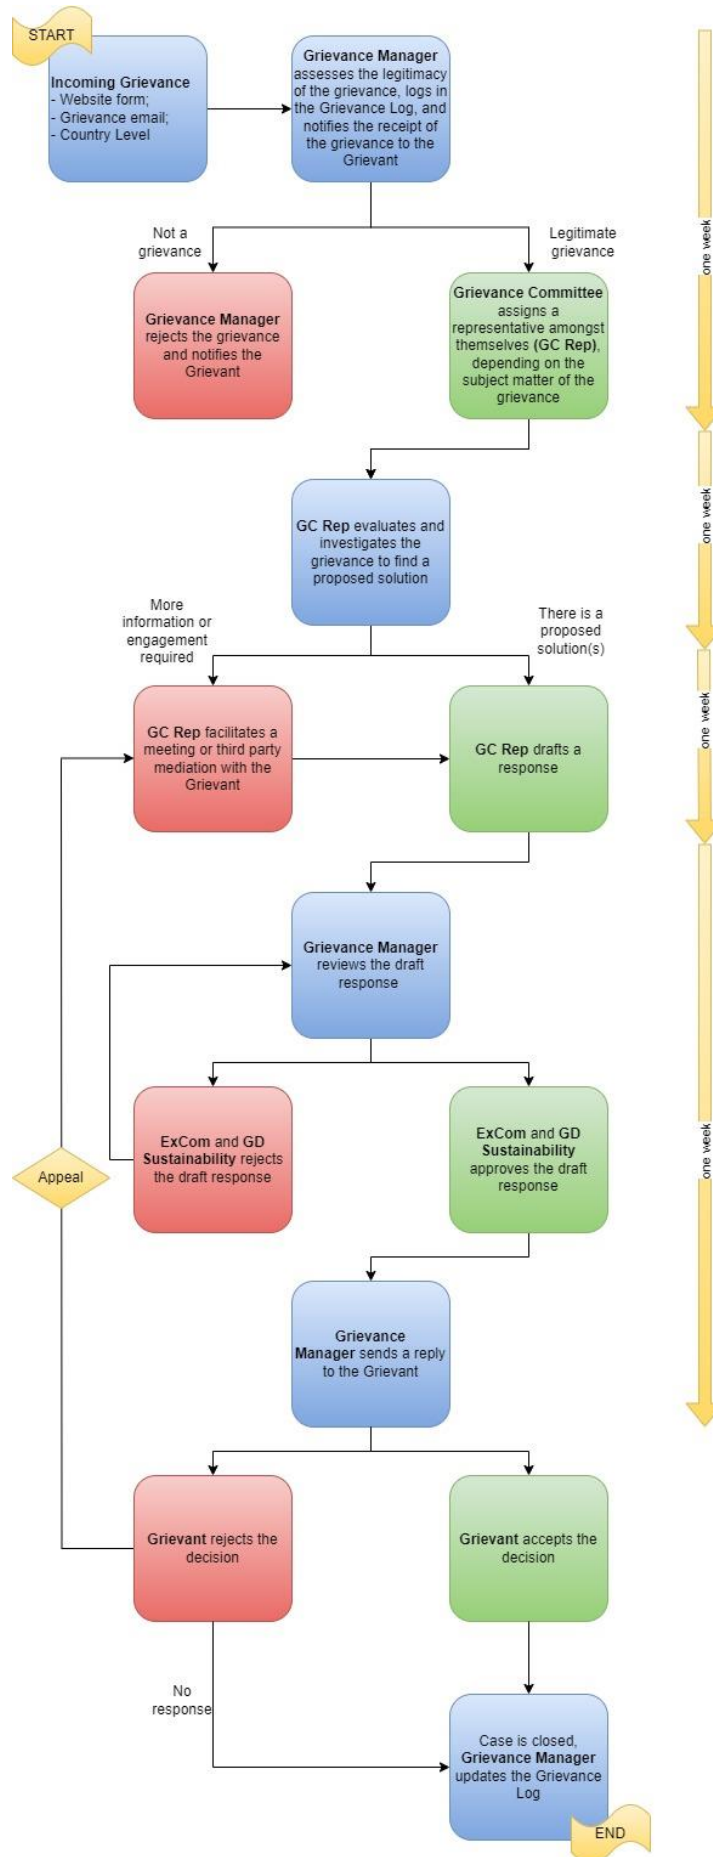 START
Incoming Grievance
- Website form;
- Grievance email;
- Country Level
Grievance Manager
assesses the legitimacy
of the grievance, logs in
the Grievance Log, and
notifies the receipt of
the grievance to the
Grievant
one week
Not a
grievance
Legitimate
grievance
Grievance Manager
rejects the grievance
and notifies the
Grievant
Grievance Committee
assigns a
representative amongst
themselves (GC Rep),
depending on the
subject matter of the
grievance
GC Rep evaluates and
investigates the
grievance to find a
proposed solution
one week
More
information or
engagement
required
There is a
proposed
solution(s)
GC Rep facilitates a
meeting or third party
mediation with the
Grievant
GC Rep drafts a
response
one week
Grievance Manager
reviews the draft
response
ExCom and GD
Sustainability rejects
the draft response
ExCom and GD
Sustainability
approves the draft
response
one week
Appeal
Grievance
Manager sends a reply
to the Grievant
Grievant rejects the
decision
Grievant accepts the
decision
No
response
Case is closed,
Grievance Manager
updates the Grievance
Log
END